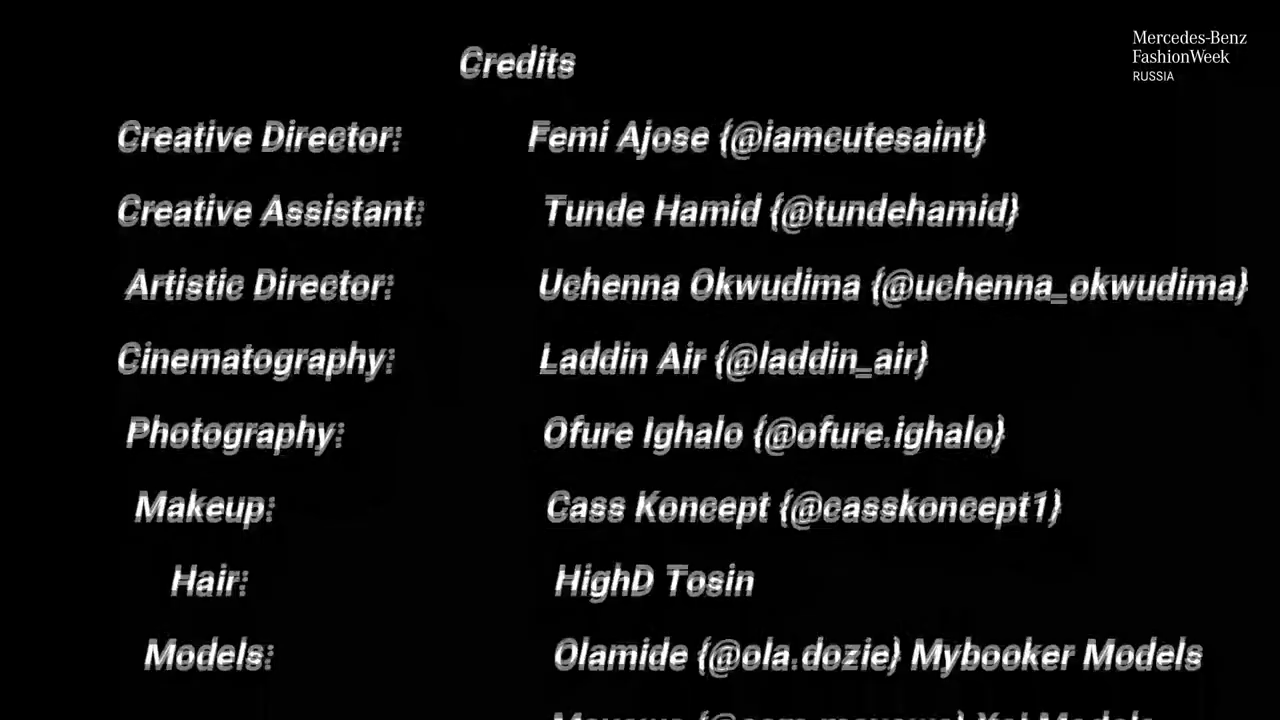 Mercedes-Benz
FashionWeek
RUSSIA
Credits
Creative Director: Femi Ajose {@iamcutesaint}
Creative Assistant: Tunde Hamid {@tundehamid}
Artistic Director: Uchenna Okwudima {@uchenna_okwudima}
Cinematography: Laddin Air {@laddin_air}
Photography: Ofure Ighalo {@ofure.ighalo}
Makeup: Cass Koncept {@casskoncept1}
Hair: HighD Tosin
Models: Olamide {@ola.dozie} Mybooker Models